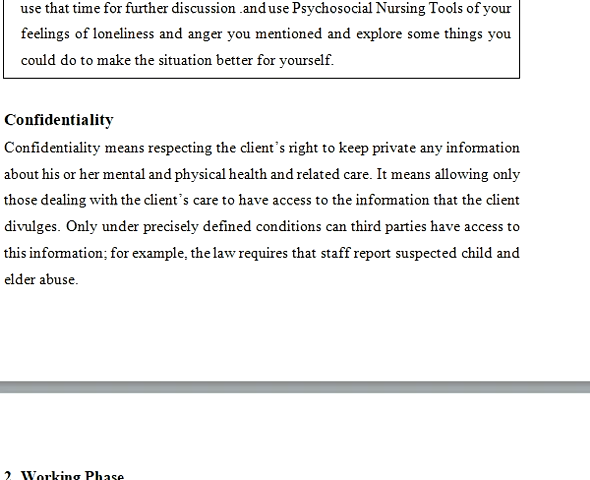 use that time for further discussion .and use Psychosocial Nursing Tools of your
feelings of loneliness and anger you mentioned and explore some things you
could do to make the situation better for yourself.
Confidentiality
Confidentiality means respecting the client's right to keep private any information
about his or her mental and physical health and related care. It means allowing only
those dealing with the client's care to have access to the information that the client
divulges. Only under precisely defined conditions can third parties have access to
this information; for example, the law requires that staff report suspected child and
elder abuse.
2. Working Phase